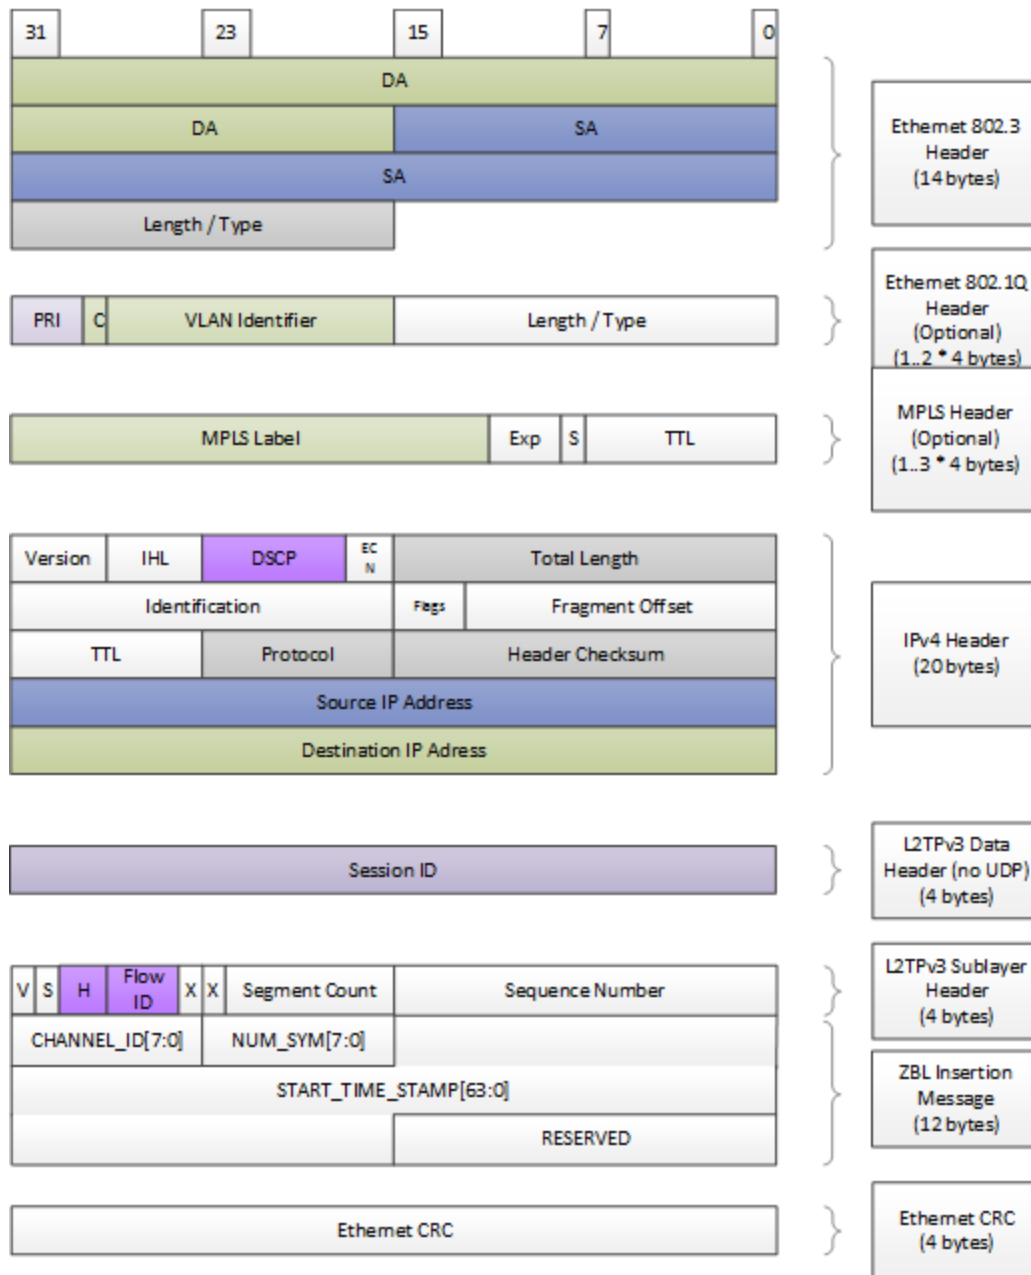 31 23 15 7 0
DA
DA SA
SA
Length / Type
Ethernet 802.3
Header
(14 bytes)
PRI C VLAN Identifier Length / Type
Ethernet 802.1Q
Header
(Optional)
(1..2 * 4 bytes)
MPLS Label Exp S TTL
MPLS Header
(Optional)
(1..3 * 4 bytes)
Version IHL DSCP EC
N Total Length
Identification Flags Fragment Offset
TTL Protocol Header Checksum
Source IP Address
Destination IP Adress
IPv4 Header
(20 bytes)
Session ID
L2TPv3 Data
Header (no UDP)
(4 bytes)
V S H Flow
ID X X Segment Count Sequence Number
L2TPv3 Sublayer
Header
(4 bytes)
CHANNEL_ID[7:0] NUM_SYM[7:0]
START_TIME_STAMP[63:0]
RESERVED
ZBL Insertion
Message
(12 bytes)
Ethernet CRC
Ethernet CRC
(4 bytes)